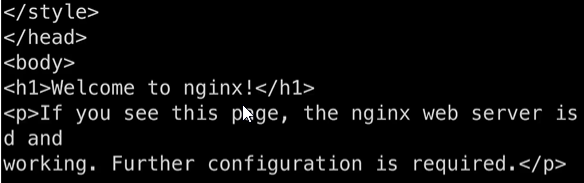 </style>
</head>
<body>
<h1>Welcome to nginx!</h1>
<p>If you see this page, the nginx web server is
d and
working. Further configuration is required.</p>